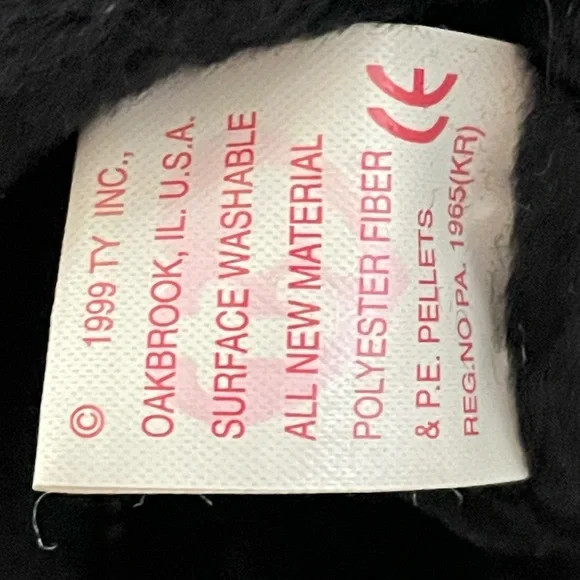 © 1999 TY INC.,
OAKBROOK, IL. U.S.A.
SURFACE WASHABLE
ALL NEW MATERIAL
POLYESTER FIBER CE
& P.E. PELLETS
REG.NO PA. 1965(KR)